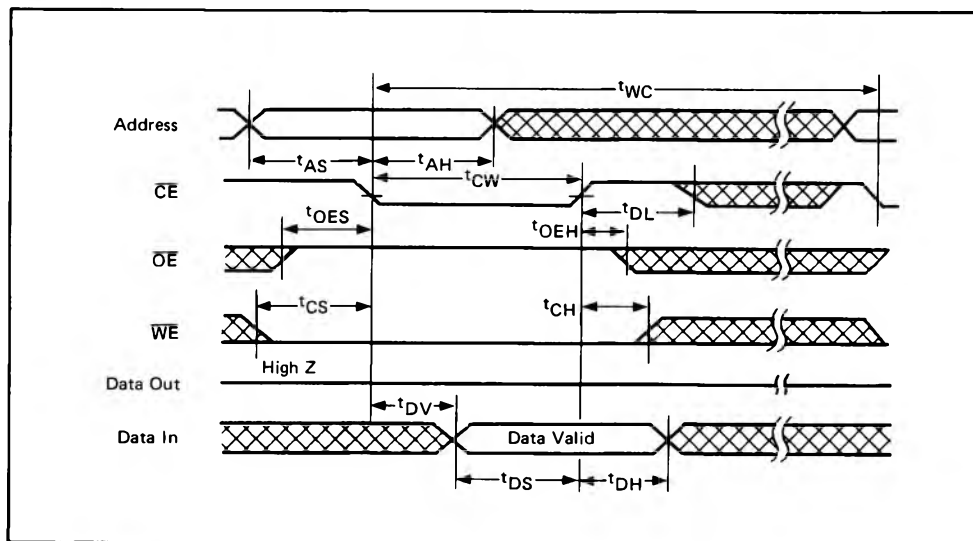 tWC
Address
tAS
tAH
tCW
CE
tDL
tOES
tOEH
OE
tCS
tCH
WE
High Z
Data Out
tDV
Data In
Data Valid
tDS
tDH